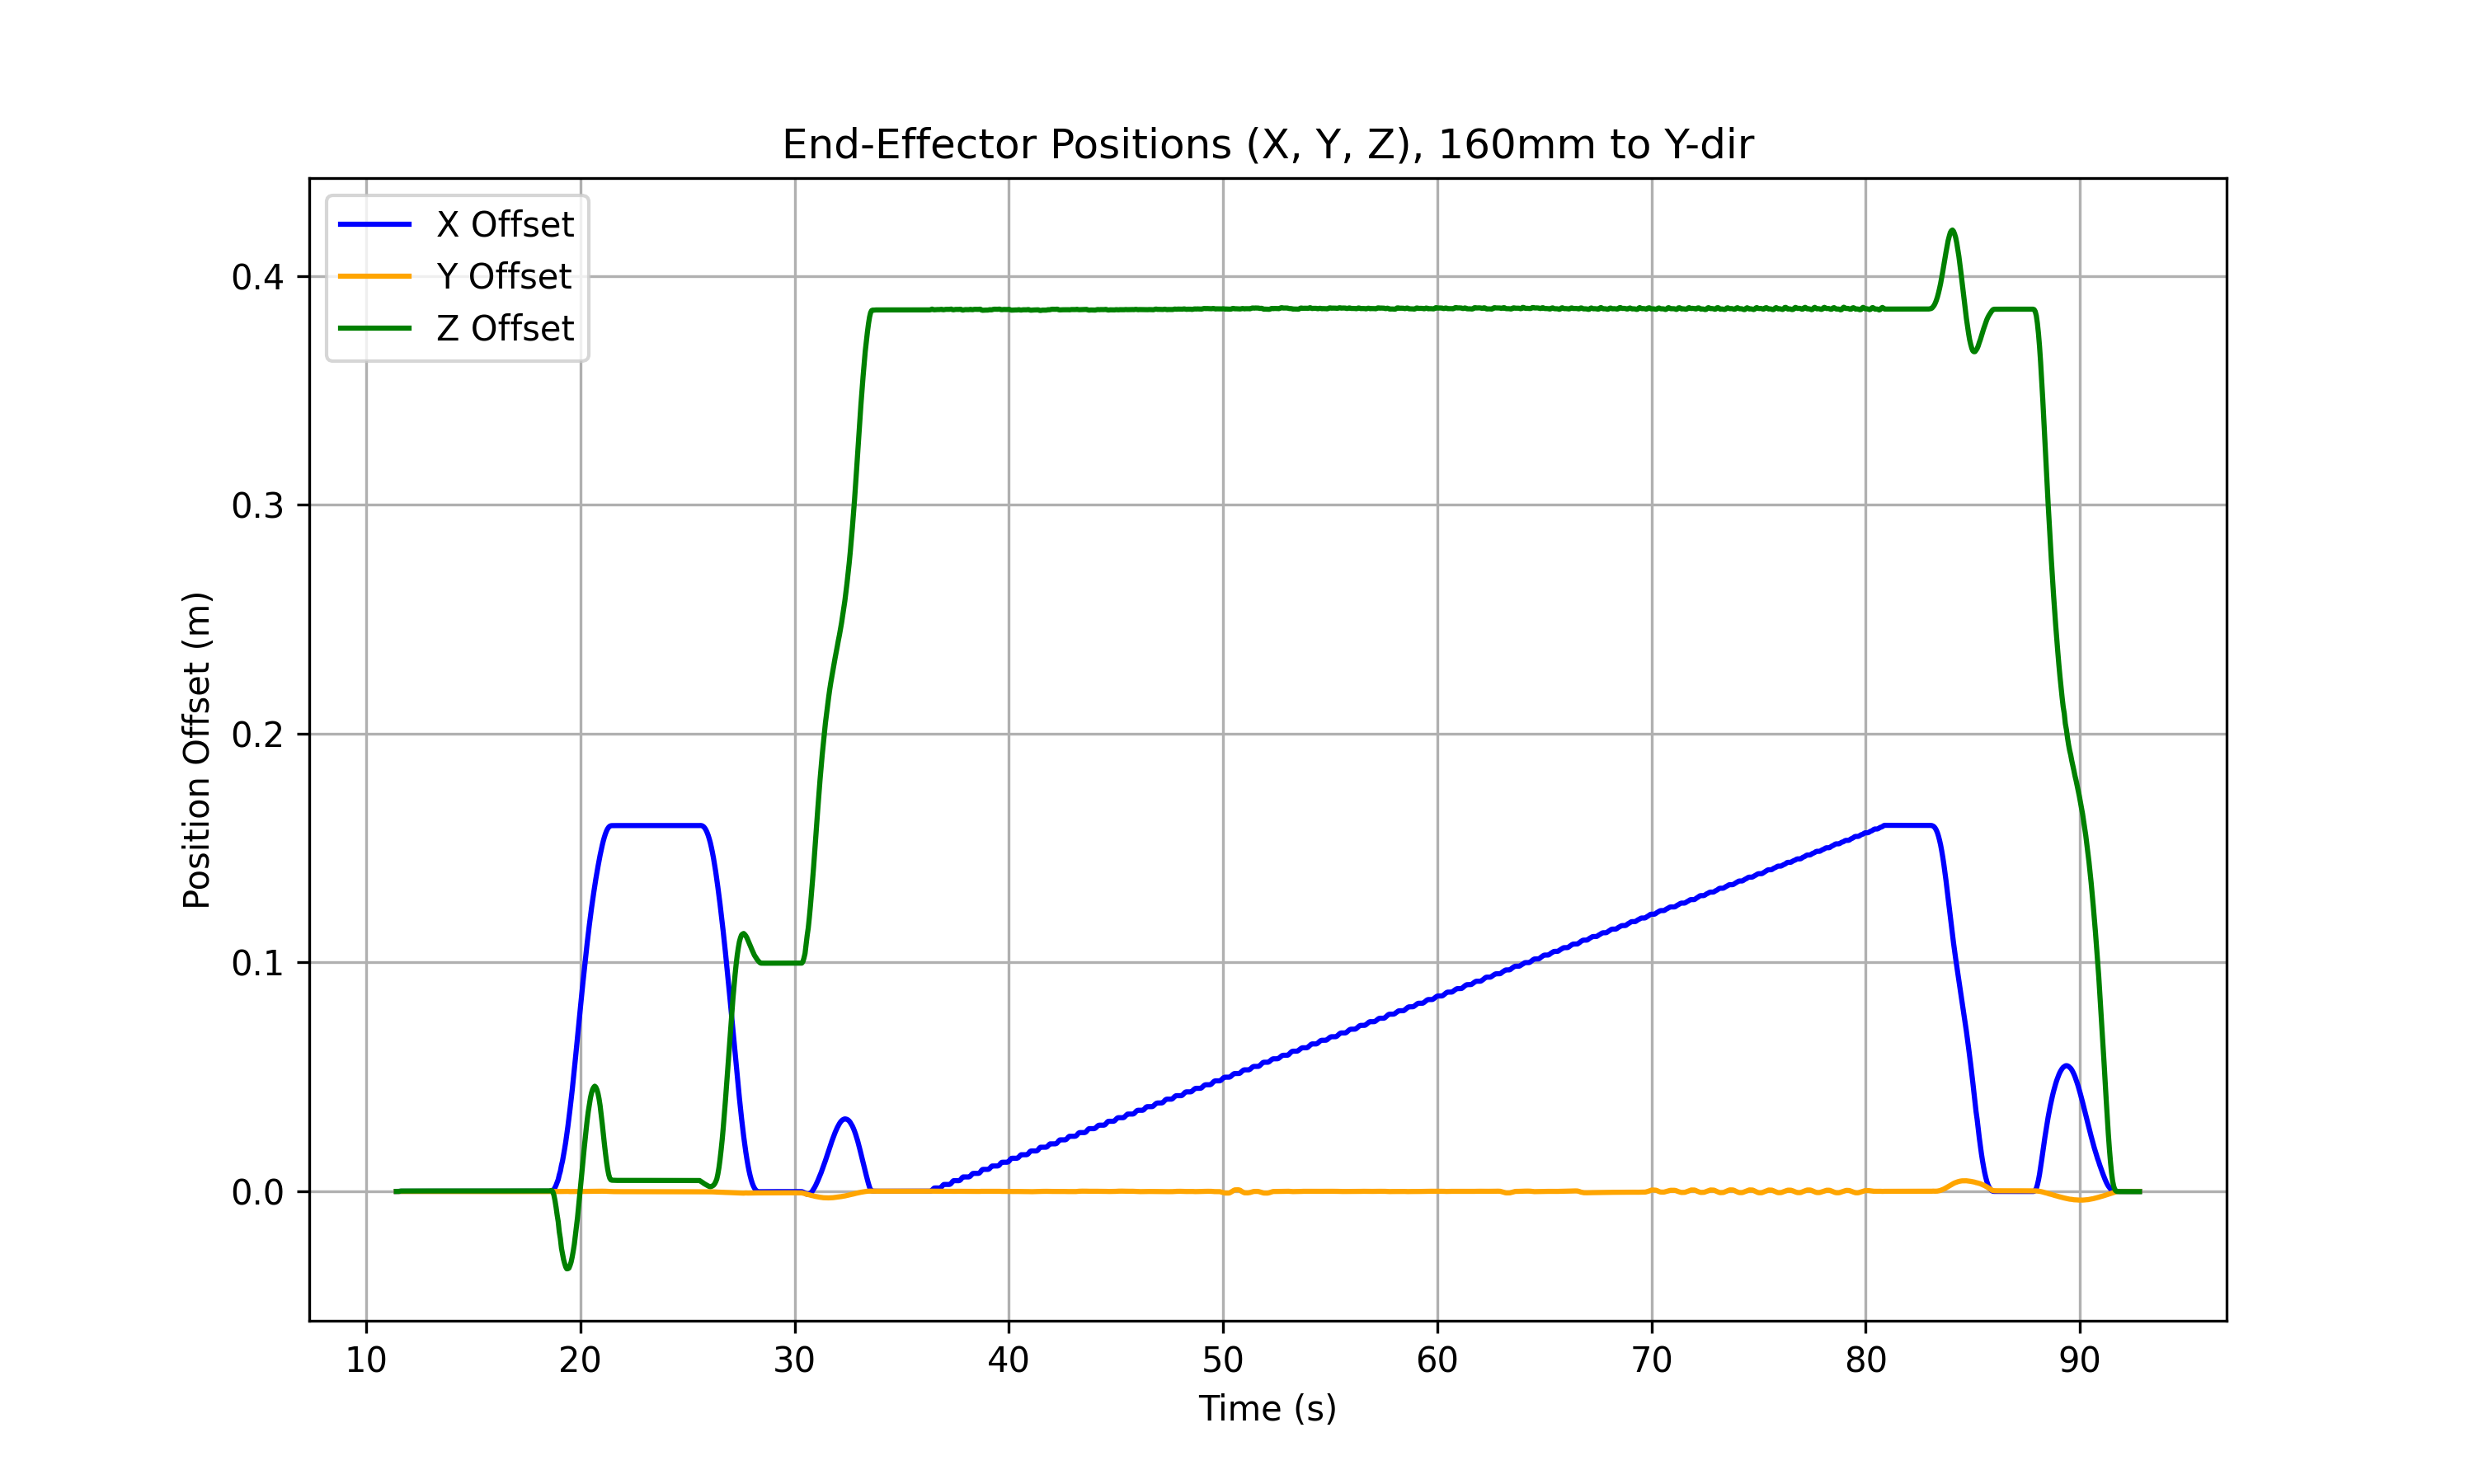 End-Effector Positions (X, Y, Z), 160mm to Y-dir
X Offset
Y Offset
Z Offset
0.4
0.3
0.2
0.1
0.0
Position Offset (m)
10 20 30 40 50 60 70 80 90
Time (s)